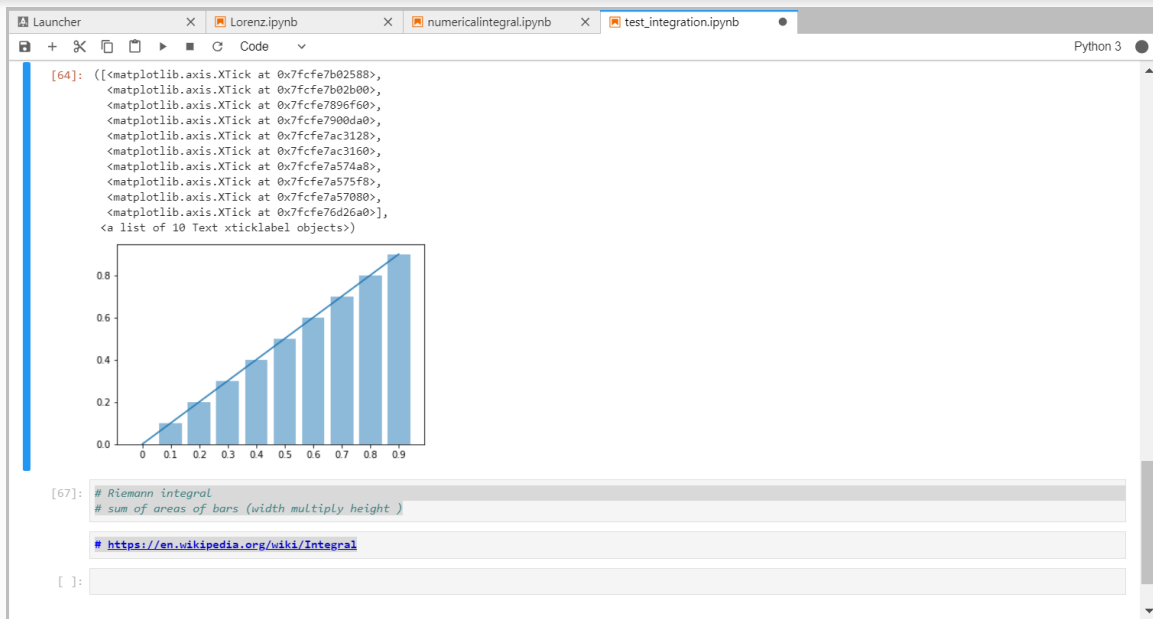 Launcher
Lorenz.ipynb
numericalintegral.ipynb
test_integration.ipynb
Code
Python 3
[64]: ([<matplotlib.axis.XTick at 0x7fcfe7b02588>,
<matplotlib.axis.XTick at 0x7fcfe7b02b00>,
<matplotlib.axis.XTick at 0x7fcfe7896f60>,
<matplotlib.axis.XTick at 0x7fcfe7900da0>,
<matplotlib.axis.XTick at 0x7fcfe7ac3128>,
<matplotlib.axis.XTick at 0x7fcfe7ac3160>,
<matplotlib.axis.XTick at 0x7fcfe7a574a8>,
<matplotlib.axis.XTick at 0x7fcfe7a575f8>,
<matplotlib.axis.XTick at 0x7fcfe7a57080>,
<matplotlib.axis.XTick at 0x7fcfe76d26a0>],
<a list of 10 Text xticklabel objects>)
0.8
0.6
0.4
0.2
0.0
0 0.1 0.2 0.3 0.4 0.5 0.6 0.7 0.8 0.9
[67]: # Riemann integral
# sum of areas of bars (width multiply height )
# https://en.wikipedia.org/wiki/Integral
[ ]: